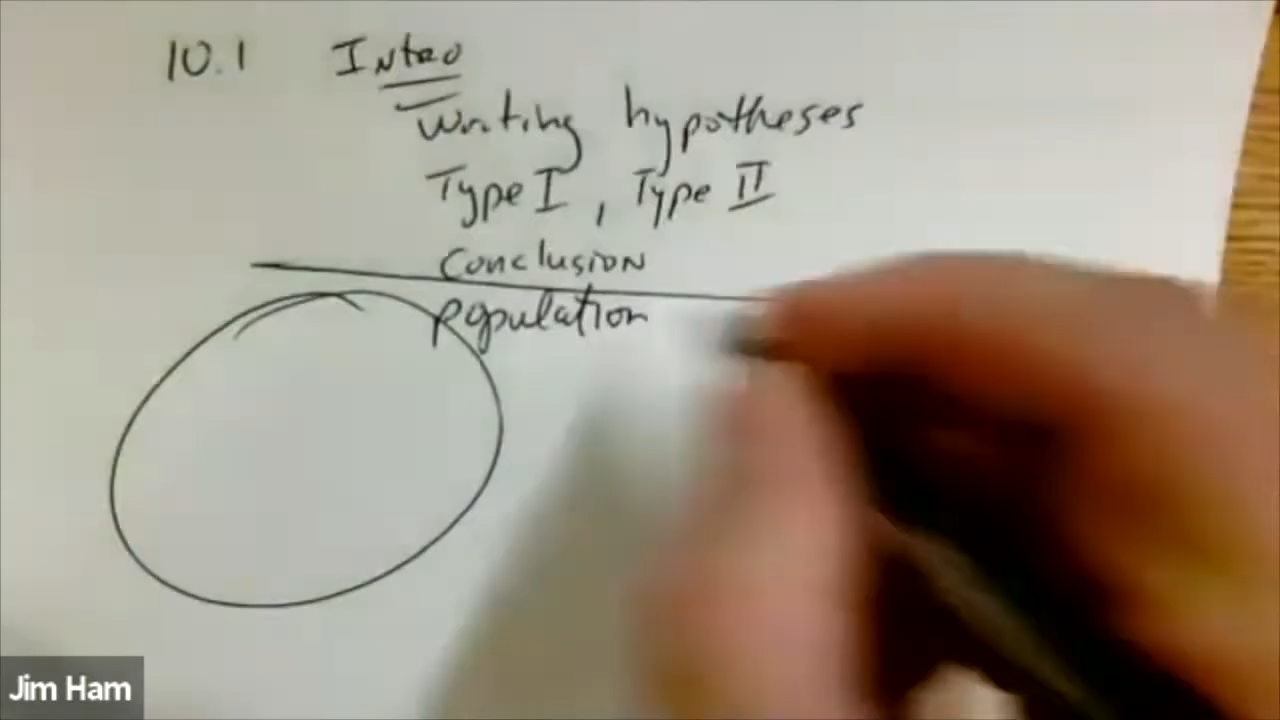 10.1 Intro
Writing hypotheses
Type I, Type II
Conclusion
population
Jim Ham